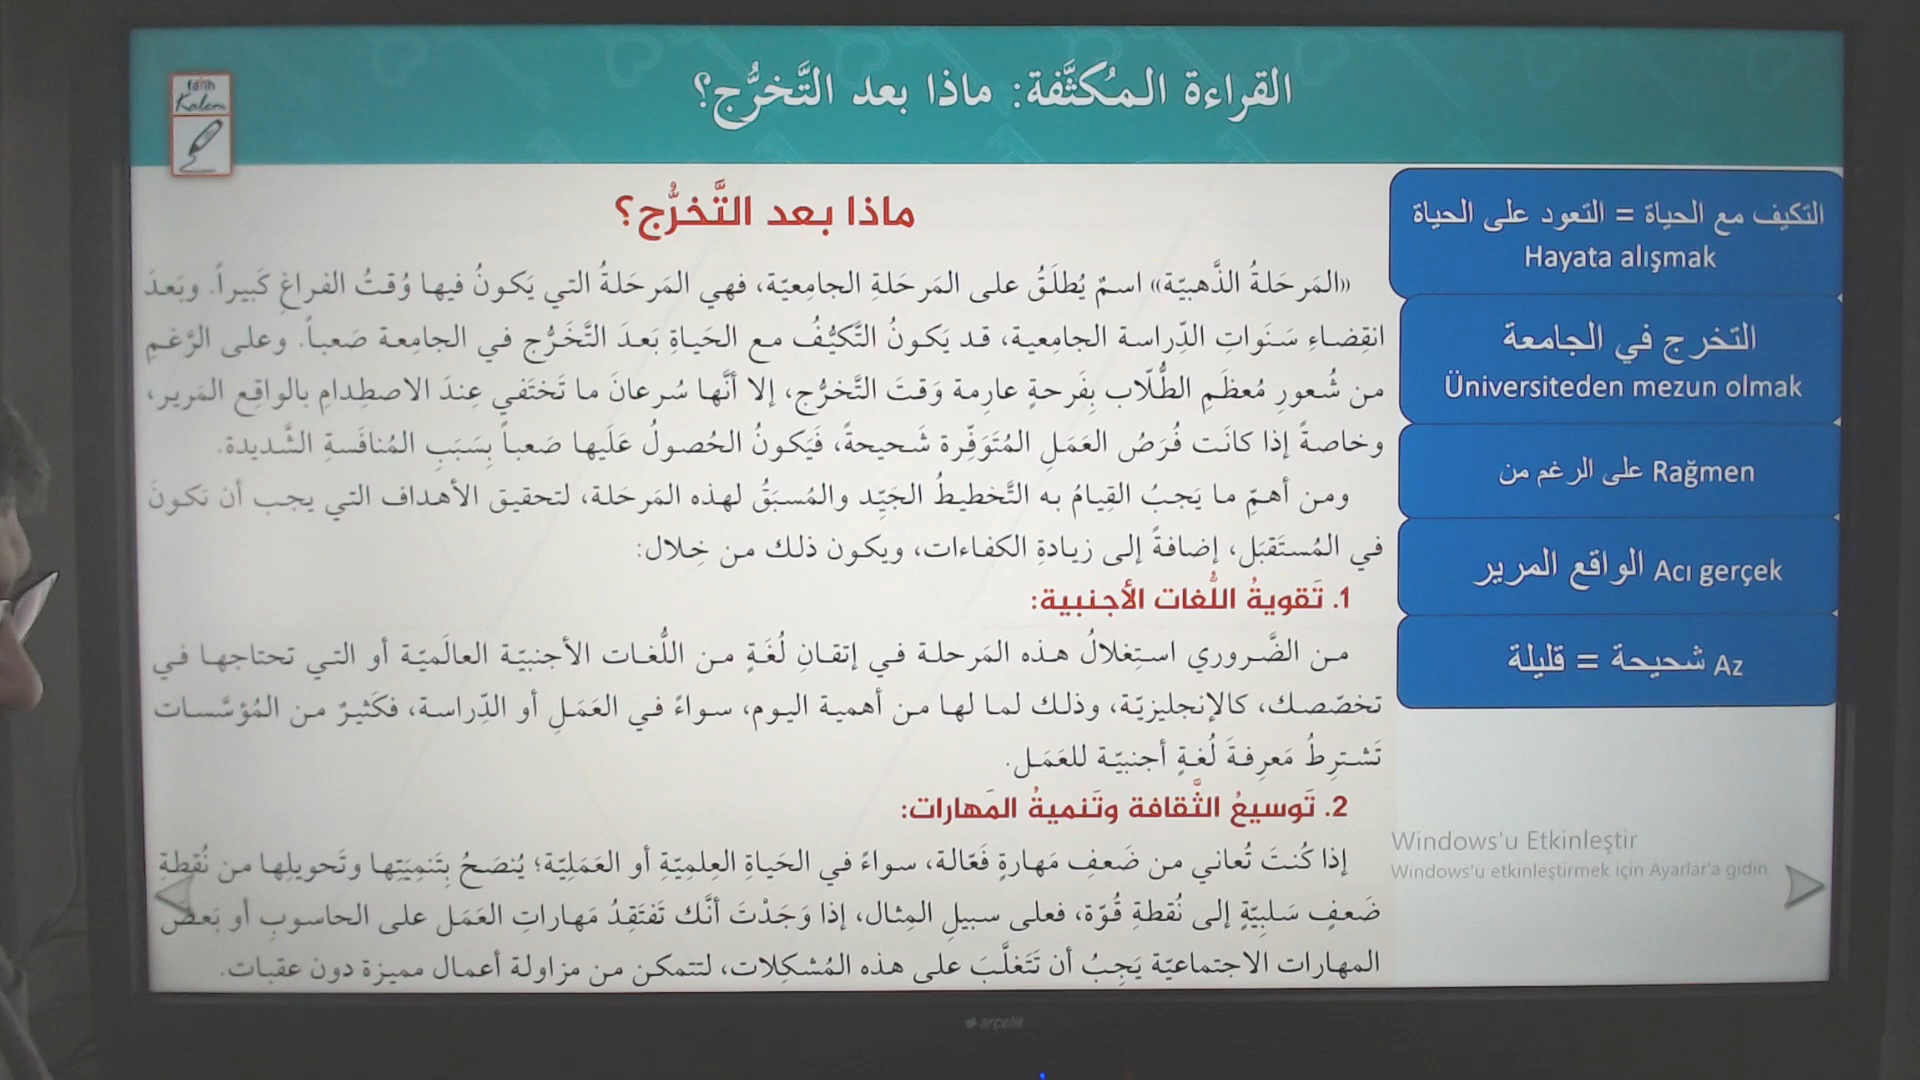 القراءة المُكثَّفة: ماذا بعد التَّخرُّج؟
fatih
Kalem
ماذا بعد التَّخرُّج؟
«المَرحَلةُ الذَّهبيّة» اسمٌ يُطلَقُ على المَرحَلةِ الجامِعيّة، فهي المَرحَلةُ التي يَكونُ فيها وُقتُ الفراغِ كَبيراً. وبَعدَ
انقِضاءِ سَنَواتِ الدِّراسة الجامِعية، قد يَكونُ التَّكيُّفُ مع الحَياةِ بَعدَ التَّخَرُّج في الجامِعة صَعباً. وعلى الرَّغمِ
من شُعورِ مُعظَمِ الطُّلّاب بِفَرحةٍ عارِمة وَقتَ التَّخرُّج، إلا أنَّها سُرعانَ ما تَختَفي عِندَ الاصطِدامِ بالواقِع المَرير،
وخاصةً إذا كانَت فُرَصُ العَمَلِ المُتَوَفِّرة شَحيحةً، فَيَكونُ الحُصولُ عَلَيها صَعباً بِسَبَبِ المُنافَسةِ الشَّديدة.
ومن أهمّ ما يَجبُ القِيامُ به التَّخطيطُ الجَيِّد والمُسبَقُ لهذه المَرحَلة، لتحقيق الأهداف التي يجب أن تكونَ
في المُستَقبَل، إضافةً إلى زيادةِ الكفاءات، ويكون ذلك من خِلال:
1. تَقويةُ اللُّغات الأجنبية:
من الضَّروري استِغلالُ هذه المَرحلة في إتقانِ لُغَةٍ من اللُّغات الأجنبيّة العالَميّة أو التي تحتاجها في
تخصّصك، كالإنجليزيّة، وذلك لما لها من أهمية اليوم، سواءً في العَمَلِ أو الدِّراسة، فكَثيرٌ من المُؤسَّسات
تَشترِطُ مَعرِفةَ لُغةٍ أجنبيّة للعَمَل.
2. تَوسيعُ الثَّقافة وتَنميةُ المَهارات:
إذا كُنتَ تُعاني من ضَعفِ مَهارةٍ فَعّالة، سواءً في الحَياةِ العِلميّةِ أو العَمَليّة؛ يُنصَحُ بِتَنمِيَتِها وتَحويلِها من نُقطةِ
ضَعفٍ سَلبِيّةٍ إلى نُقطةِ قُوّة، فعلى سبيلِ المِثال، إذا وَجَدْتَ أنَّك تَفتَقِدُ مَهاراتِ العَمَل على الحاسوبِ أو بَعضَ
المهارات الاجتماعيّة يَجِبُ أن تَتَغلَّبَ على هذه المُشكِلات، لتتمكن من مزاولة أعمال مميزة دون عقبات.
التكيف مع الحياة = التعود على الحياة
Hayata alışmak
التخرج في الجامعة
Üniversiteden mezun olmak
على الرغم من Rağmen
الواقع المرير Acı gerçek
شحيحة = قليلة Az
Windows'u Etkinleştir
Windows'u etkinleştirmek için Ayarlar'a gidin
arcelik